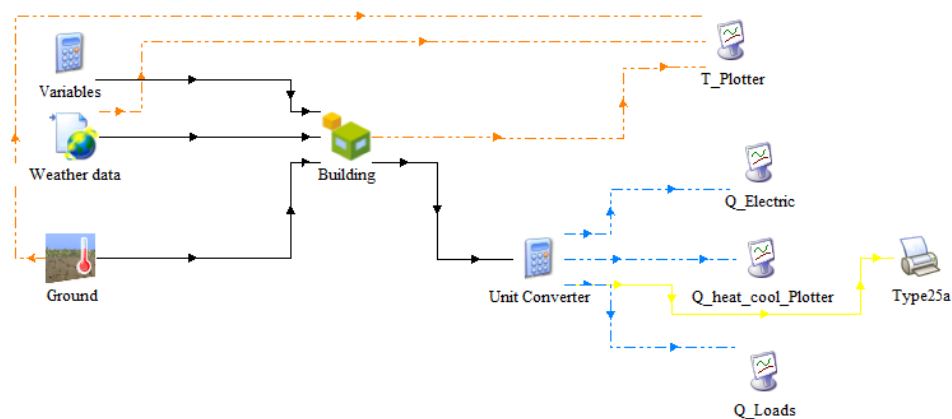 T_Plotter
Variables
Weather data
Building
Q_Electric
Ground
Unit Converter
Q_heat_cool_Plotter
Type25a
Q_Loads